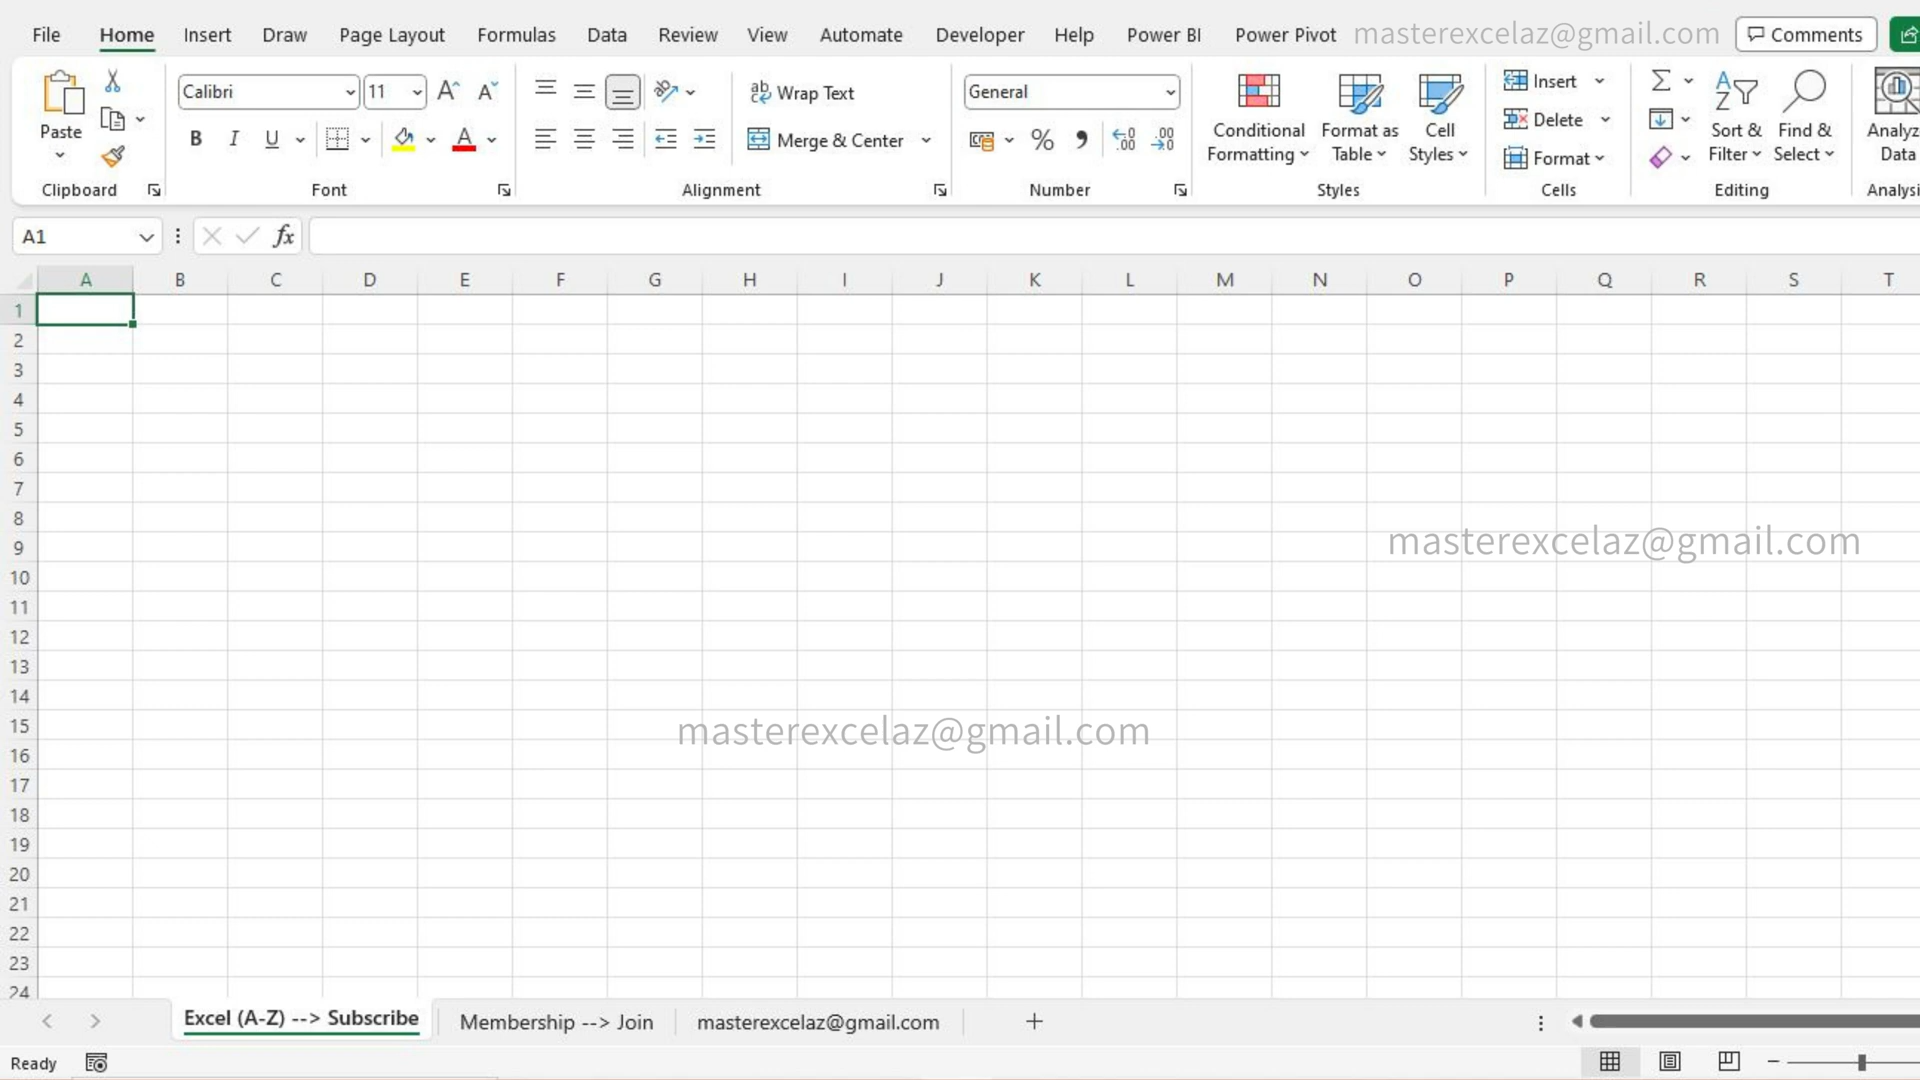 File Home Insert Draw Page Layout Formulas Data Review View Automate Developer Help Power BI Power Pivot masterexcelaz@gmail.com Comments
Calibri 11 Wrap Text General Insert
Paste Conditional Format as Cell Delete Sort & Find &
B I U Merge & Center % Formatting Table Styles Format Filter Select Data
Clipboard Font Alignment Number Styles Cells Editing
A1 fx
A B C D E F G H I J K L M N O P Q R S T
1
2
3
4
5
6
7
8
9 masterexcelaz@gmail.com
10
11
12
13
14
15 masterexcelaz@gmail.com
16
17
18
19
20
21
22
23
24
Excel (A-Z) --> Subscribe Membership --> Join masterexcelaz@gmail.com
Ready